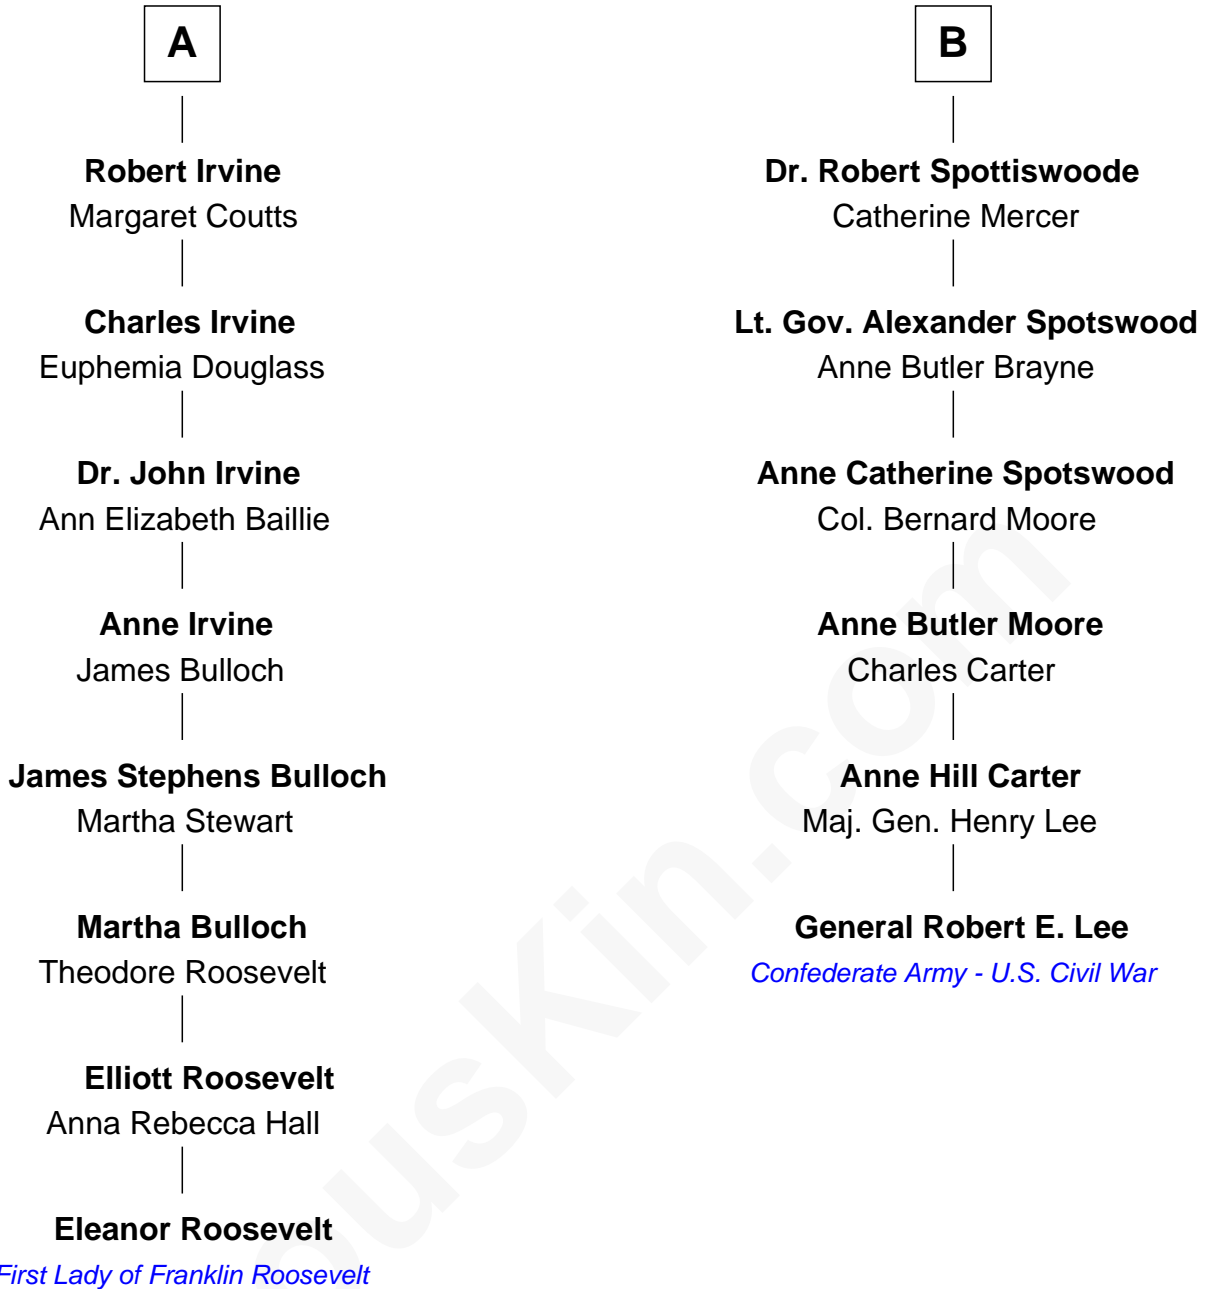 A
Robert Irvine
Margaret Coutts
Charles Irvine
Euphemia Douglass
Dr. John Irvine
Ann Elizabeth Baillie
Anne Irvine
James Bulloch
James Stephens Bulloch
Martha Stewart
Martha Bulloch
Theodore Roosevelt
Elliott Roosevelt
Anna Rebecca Hall
Eleanor Roosevelt
First Lady of Franklin Roosevelt
B
Dr. Robert Spottiswoode
Catherine Mercer
Lt. Gov. Alexander Spotswood
Anne Butler Brayne
Anne Catherine Spotswood
Col. Bernard Moore
Anne Butler Moore
Charles Carter
Anne Hill Carter
Maj. Gen. Henry Lee
General Robert E. Lee
Confederate Army - U.S. Civil War
ousKin.com